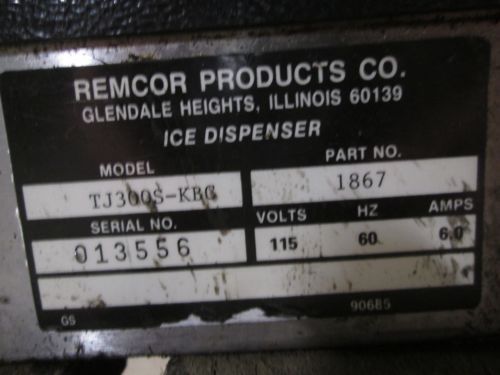 REMCOR PRODUCTS CO.
GLENDALE HEIGHTS, ILLINOIS 60139
ICE DISPENSER
MODEL PART NO.
TJ300S-KBC 1867
SERIAL NO. VOLTS HZ AMPS
013556 115 60 6.0
GS 90685